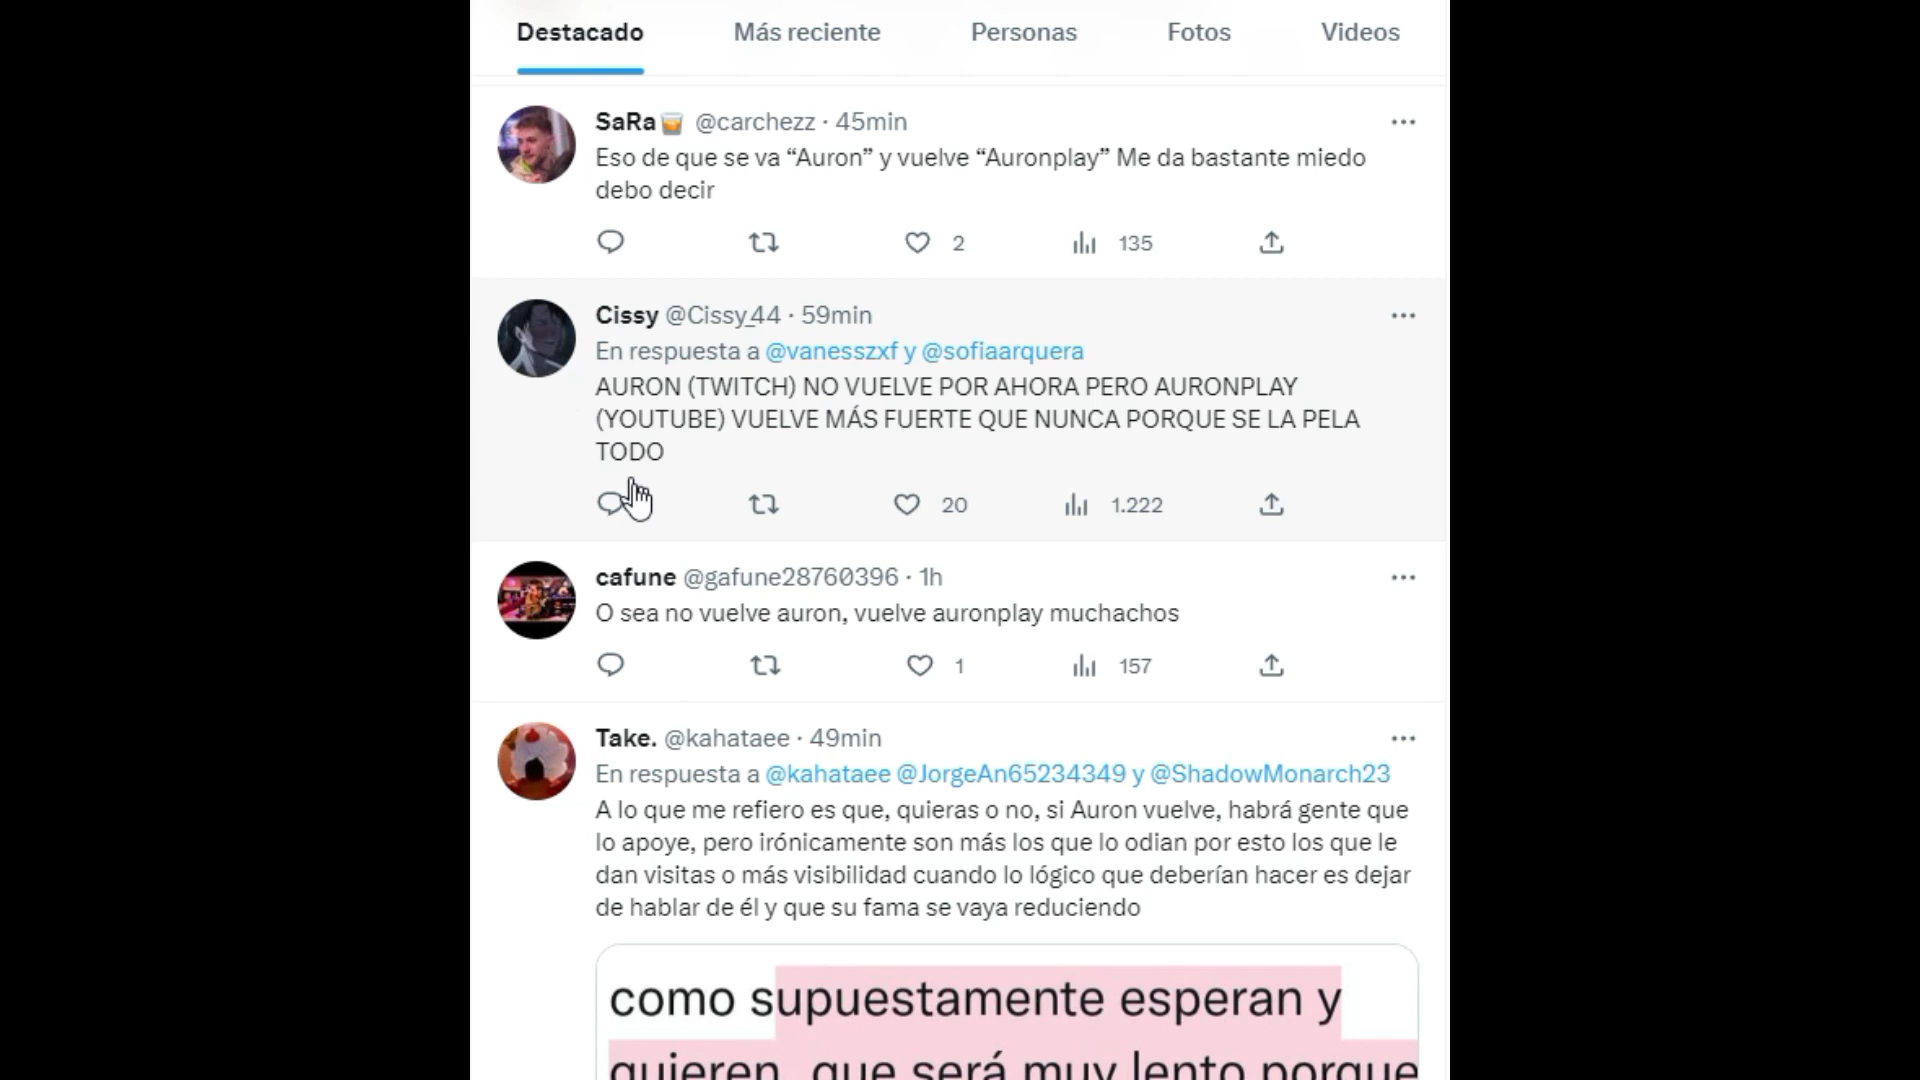 Destacado Más reciente Personas Fotos Videos
SaRa🥃 @carchezz · 45min
Eso de que se va “Auron” y vuelve “Auronplay” Me da bastante miedo
debo decir
2 135
Cissy @Cissy_44 · 59min
En respuesta a @vanesszxf y @sofiaarquera
AURON (TWITCH) NO VUELVE POR AHORA PERO AURONPLAY
(YOUTUBE) VUELVE MÁS FUERTE QUE NUNCA PORQUE SE LA PELA
TODO
20 1.222
cafune @gafune28760396 · 1h
O sea no vuelve auron, vuelve auronplay muchachos
1 157
Take. @kahataee · 49min
En respuesta a @kahataee @JorgeAn65234349 y @ShadowMonarch23
A lo que me refiero es que, quieras o no, si Auron vuelve, habrá gente que
lo apoye, pero irónicamente son más los que lo odian por esto los que le
dan visitas o más visibilidad cuando lo lógico que deberían hacer es dejar
de hablar de él y que su fama se vaya reduciendo
como supuestamente esperan y
quieren, que será muy lento porque